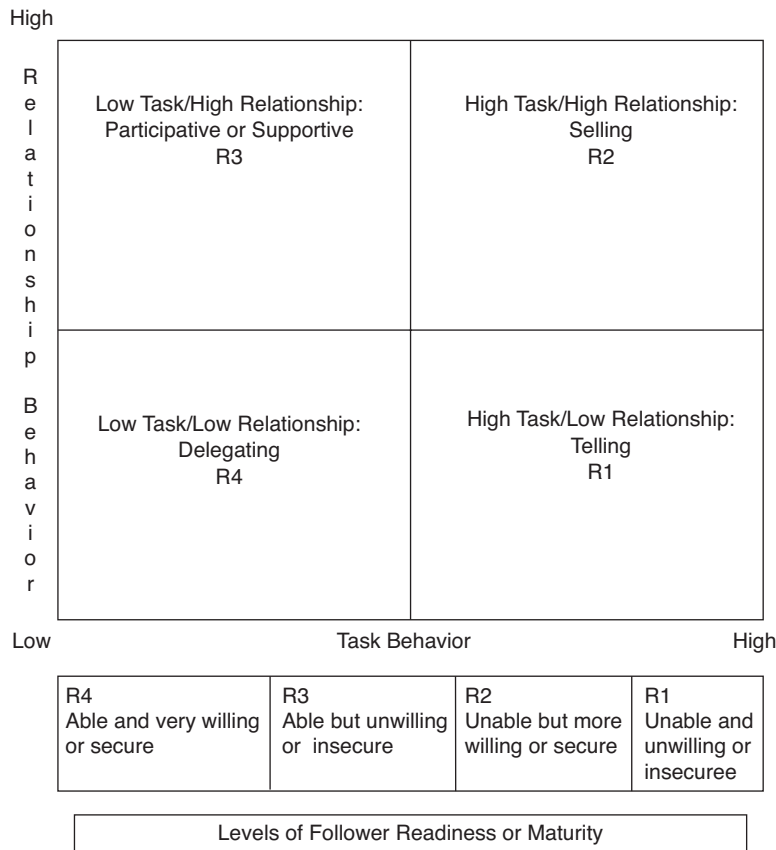 High
Relationship Behavior
Low Task/High Relationship:
Participative or Supportive
R3
High Task/High Relationship:
Selling
R2
Low Task/Low Relationship:
Delegating
R4
High Task/Low Relationship:
Telling
R1
Low
Task Behavior
High
R4
Able and very willing
or secure
R3
Able but unwilling
or insecure
R2
Unable but more
willing or secure
R1
Unable and
unwilling or
insecuree
Levels of Follower Readiness or Maturity